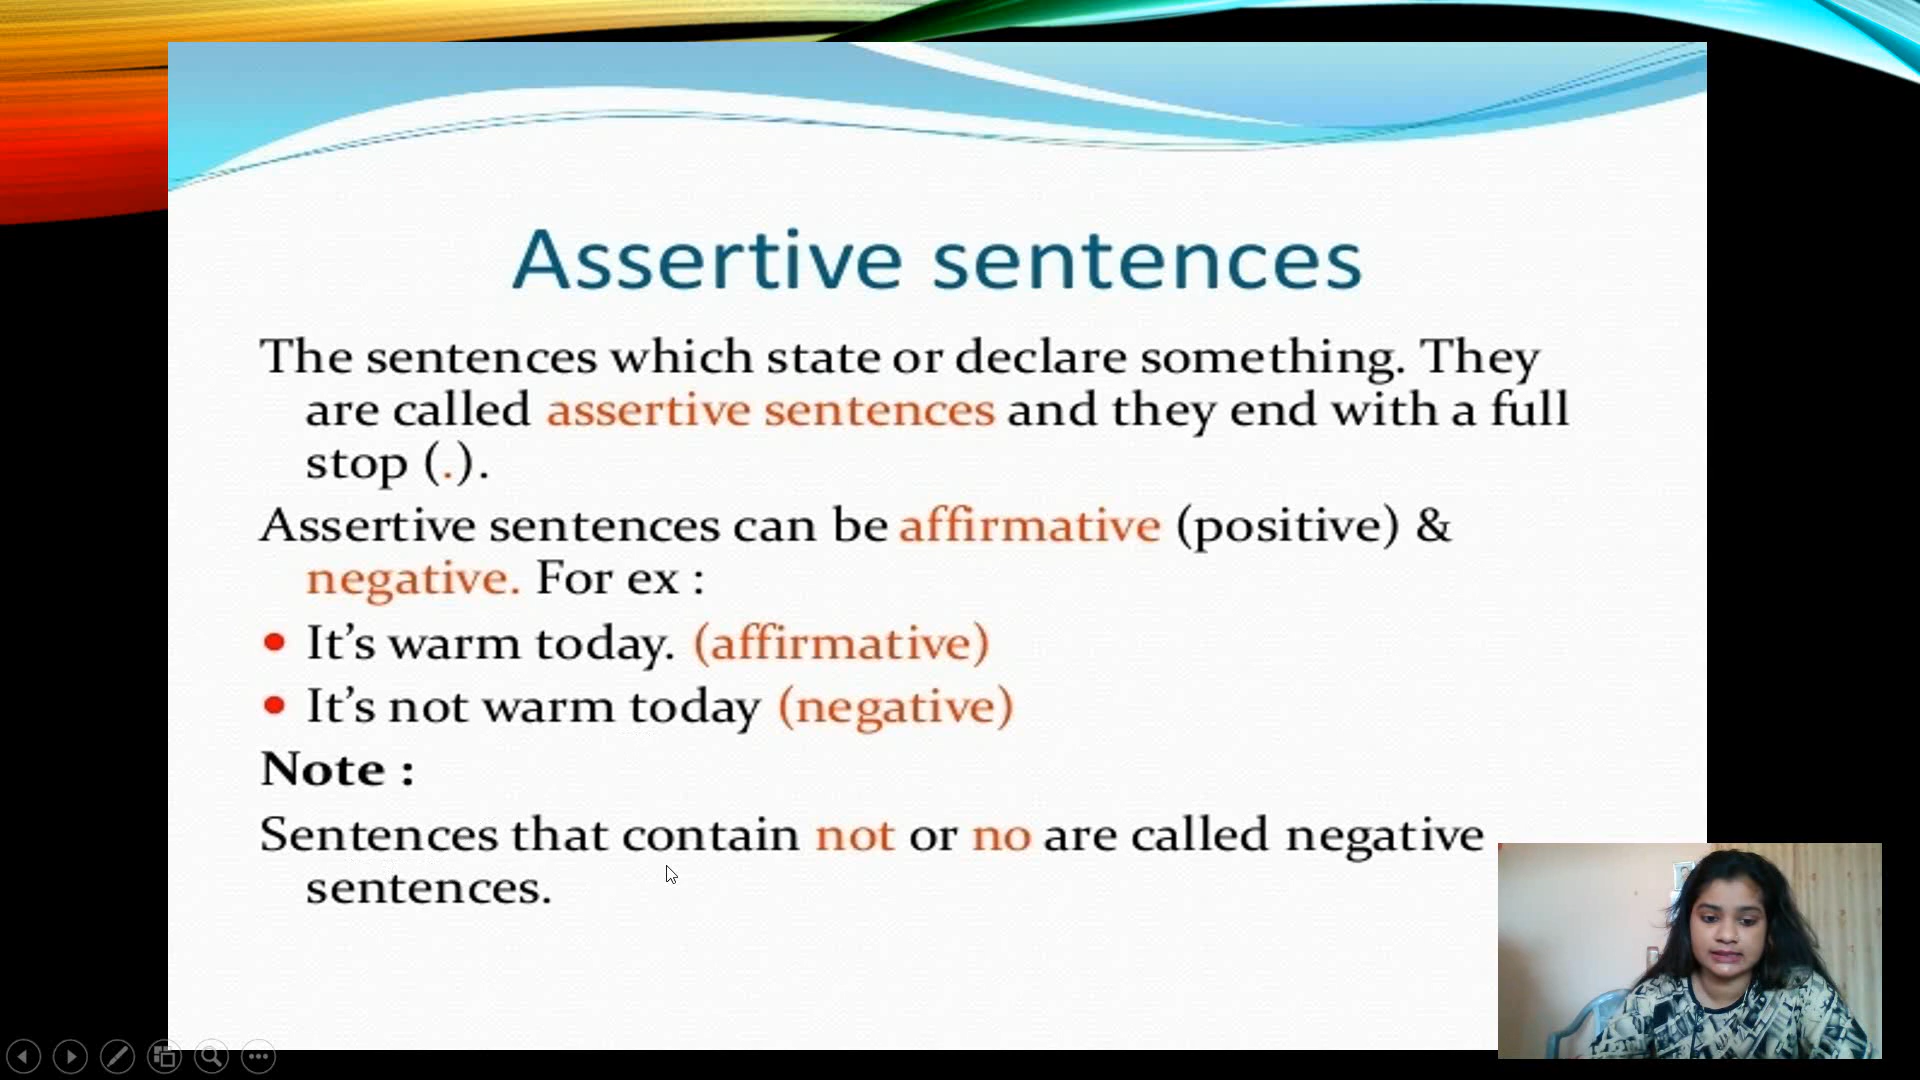 Assertive sentences
The sentences which state or declare something. They
are called assertive sentences and they end with a full
stop (.).
Assertive sentences can be affirmative (positive) &
negative. For ex :
It’s warm today. (affirmative)
It’s not warm today (negative)
Note :
Sentences that contain not or no are called negative
sentences.